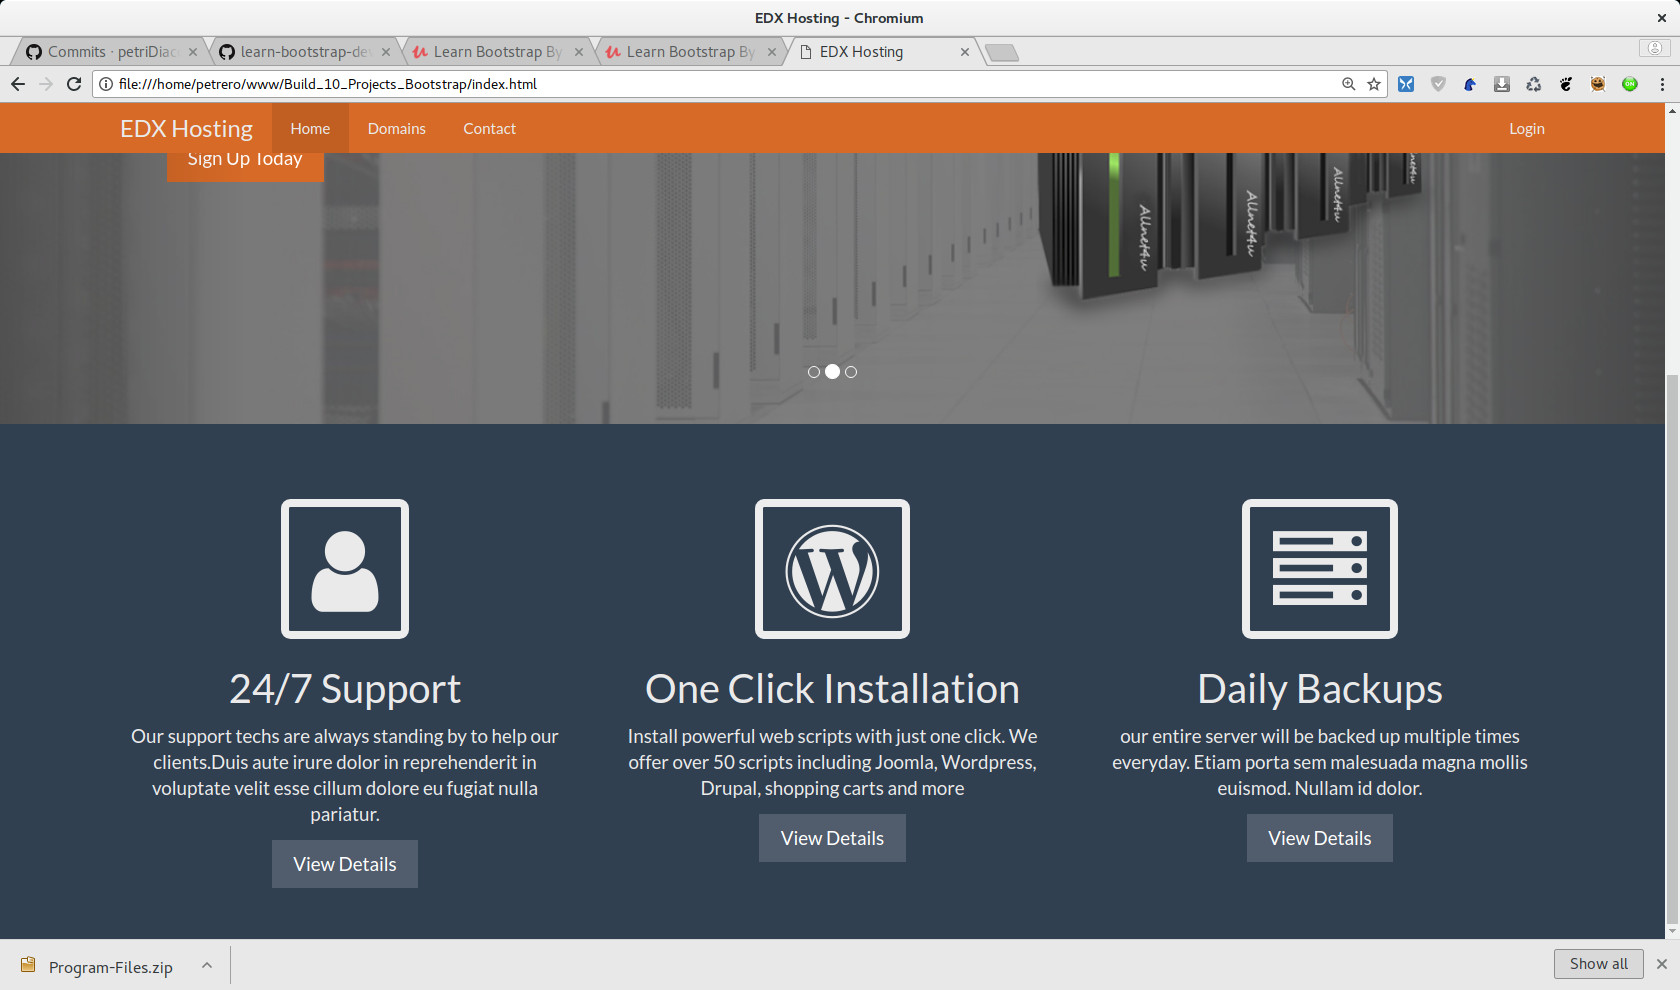 EDX Hosting - Chromium
Commits · petriDiac
learn-bootstrap-dev
Learn Bootstrap By
Learn Bootstrap By
EDX Hosting
file:///home/petrero/www/Build_10_Projects_Bootstrap/index.html
EDX Hosting
Home
Domains
Contact
Login
Sign Up Today
Allnet4u
Allnet4u
Allnet4u
24/7 Support
Our support techs are always standing by to help our
clients.Duis aute irure dolor in reprehenderit in
voluptate velit esse cillum dolore eu fugiat nulla
pariatur.
View Details
One Click Installation
Install powerful web scripts with just one click. We
offer over 50 scripts including Joomla, Wordpress,
Drupal, shopping carts and more
View Details
Daily Backups
our entire server will be backed up multiple times
everyday. Etiam porta sem malesuada magna mollis
euismod. Nullam id dolor.
View Details
Program-Files.zip
Show all